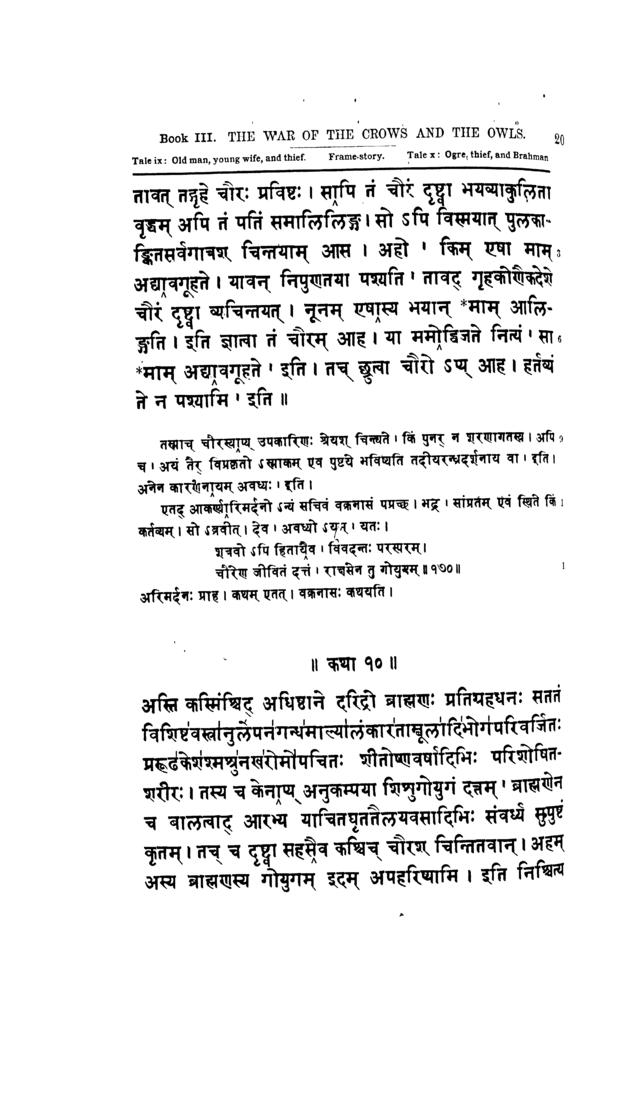 Book III. THE WAR OF THE CROWS AND THE OWLS. 20
Tale ix: Old man, young wife, and thief. Frame-story. Tale x: Ogre, thief, and Brahman
तावत् तद्गृहे चौरः प्रविष्टः। सापि तं चौरं दृष्ट्वा भयव्याकुलिता
वृद्धम् अपि तं पतिं समालिलिङ्ग। सो ऽपि विस्मयात् पुलका-
ङ्कितसर्वगात्रश् चिन्तयाम् आस। अहो ' किम् एषा माम् 3
अद्यावगूहते। यावन् निपुणतया पश्यति ' तावद् गृहकोणैकदेशे
चौरं दृष्ट्वा व्यचिन्तयत्। नूनम् एषास्य भयान् *माम् आलि-
ङ्गति। इति ज्ञात्वा तं चौरम् आह। या ममोद्विजते नित्यं ' सा 6
*माम् अद्यावगूहते ' इति। तच् छ्रुत्वा चौरो ऽप्य् आह। हर्तव्यं
ते न पश्यामि ' इति॥
तस्माच् चौरस्याप्य् उपकारिणः श्रेयश् चिन्त्यते। किं पुनर् न शरणागतस्य। अपि 9
च। अयं तैर् विप्रकृतो ऽस्माकम् एव पुष्टये भविष्यति तदीयरन्ध्रदर्शनाय वा। इति।
अनेन कारणेनायम् अवध्यः। इति।
एतद् आकर्ण्यारिमर्दनो ऽन्यं सचिवं वक्रनासं पप्रच्छ। भद्र। सांप्रतम् एवं स्थिते किं
कर्तव्यम्। सो ऽब्रवीत्। देव। अवध्यो ऽयम्। यतः।
शत्रवो ऽपि हितायैव। विवदन्तः परस्परम्।
चौरेण जीवितं दत्तं। राक्षसेन तु गोयुगम्॥१७०॥
अरिमर्दनः प्राह। कथम् एतत्। वक्रनासः कथयति।
॥ कथा १०॥
अस्ति कस्मिंश्चिद् अधिष्ठाने दरिद्रो ब्राह्मणः प्रतिग्रहधनः सततं
विशिष्टवस्त्रानुलेपनगन्धमाल्यालंकारताम्बूलादिभोगपरिवर्जितः
प्ररूढकेशश्मश्रुनखरोमोपचितः शीतोष्णवर्षादिभिः परिशोषित-
शरीरः। तस्य च केनाप्य् अनुकम्पया शिशुगोयुगं दत्तम् ' ब्राह्मणेन
च बालत्वाद् आरभ्य याचितघृततैलयवसादिभिः संवर्ध्य सुपुष्टं
कृतम्। तच् च दृष्ट्वा सहसैव कश्चिच् चौरश् चिन्तितवान्। अहम्
अस्य ब्राह्मणस्य गोयुगम् इदम् अपहरिष्यामि। इति निश्चित्य